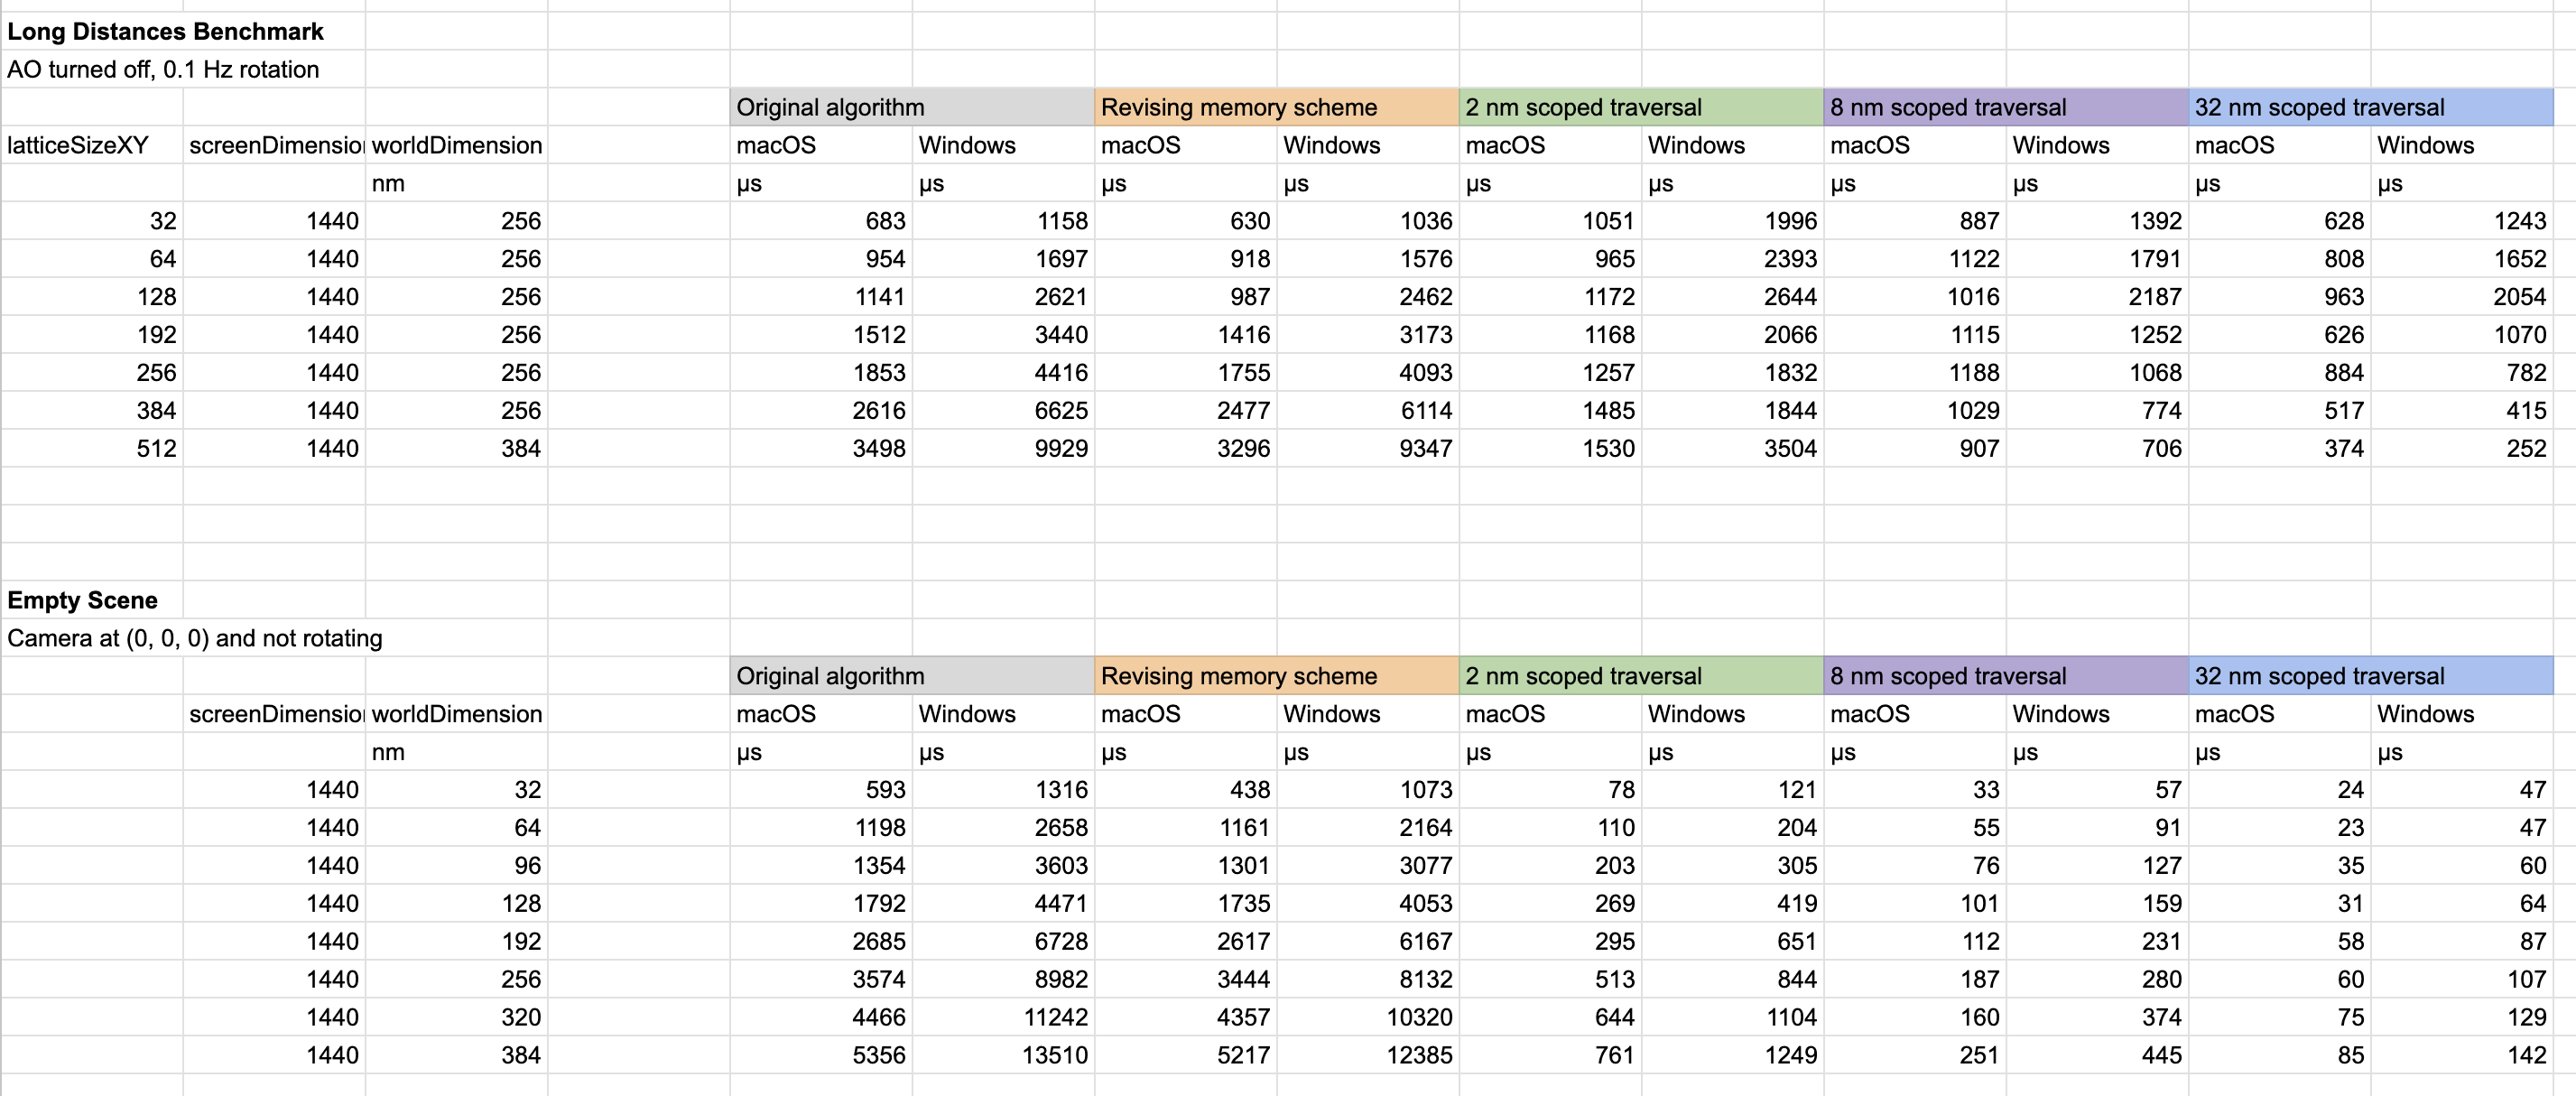 Long Distances Benchmark
AO turned off, 0.1 Hz rotation
Original algorithm Revising memory scheme 2 nm scoped traversal 8 nm scoped traversal 32 nm scoped traversal
latticeSizeXY screenDimensio worldDimension macOS Windows macOS Windows macOS Windows macOS Windows macOS Windows
nm µs µs µs µs µs µs µs µs µs µs
32 1440 256 683 1158 630 1036 1051 1996 887 1392 628 1243
64 1440 256 954 1697 918 1576 965 2393 1122 1791 808 1652
128 1440 256 1141 2621 987 2462 1172 2644 1016 2187 963 2054
192 1440 256 1512 3440 1416 3173 1168 2066 1115 1252 626 1070
256 1440 256 1853 4416 1755 4093 1257 1832 1188 1068 884 782
384 1440 256 2616 6625 2477 6114 1485 1844 1029 774 517 415
512 1440 384 3498 9929 3296 9347 1530 3504 907 706 374 252
Empty Scene
Camera at (0, 0, 0) and not rotating
Original algorithm Revising memory scheme 2 nm scoped traversal 8 nm scoped traversal 32 nm scoped traversal
screenDimensio worldDimension macOS Windows macOS Windows macOS Windows macOS Windows macOS Windows
nm µs µs µs µs µs µs µs µs µs µs
1440 32 593 1316 438 1073 78 121 33 57 24 47
1440 64 1198 2658 1161 2164 110 204 55 91 23 47
1440 96 1354 3603 1301 3077 203 305 76 127 35 60
1440 128 1792 4471 1735 4053 269 419 101 159 31 64
1440 192 2685 6728 2617 6167 295 651 112 231 58 87
1440 256 3574 8982 3444 8132 513 844 187 280 60 107
1440 320 4466 11242 4357 10320 644 1104 160 374 75 129
1440 384 5356 13510 5217 12385 761 1249 251 445 85 142